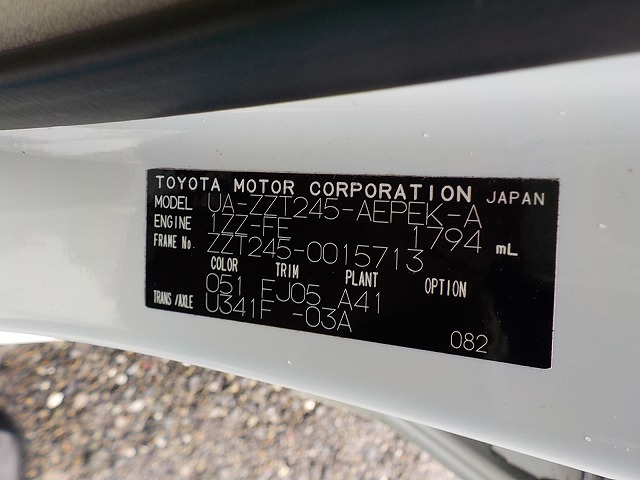 TOYOTA MOTOR CORPORATION JAPAN
MODEL UA-ZZT245-AEPEK-A
ENGINE 1ZZ-FE 1794 mL
FRAME No. ZZT245-0015713
COLOR TRIM PLANT OPTION
051 FJ05 A41
TRANS/AXLE U341F -03A
082